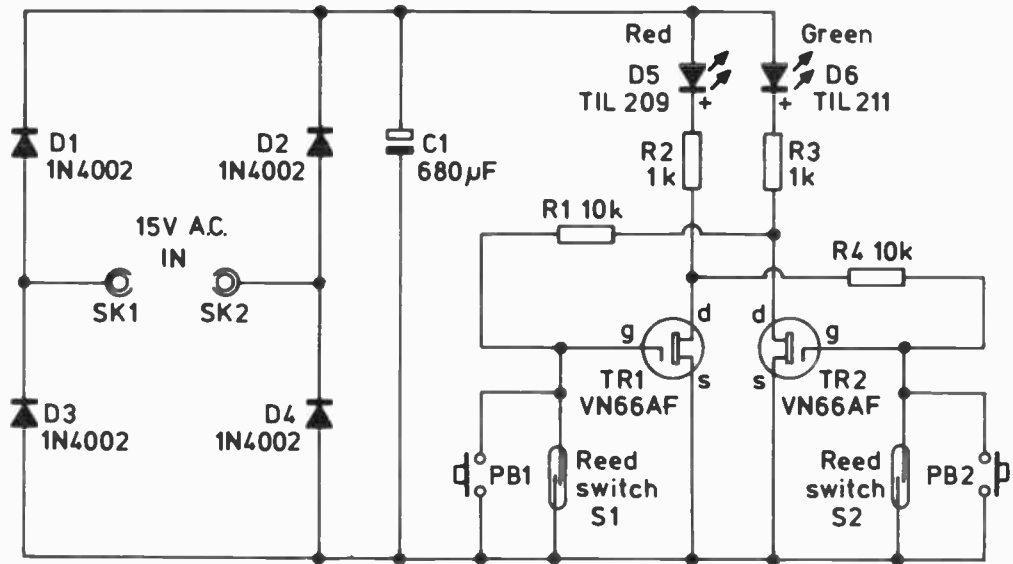 Red
Green
D5
TIL 209
+
D6
TIL 211
+
D1
1N4002
D2
1N4002
C1
680µF
R2
1k
R3
1k
15V A.C.
IN
R1 10k
R4 10k
SK1
SK2
d
d
g
g
TR1
VN66AF
s
s
TR2
VN66AF
D3
1N4002
D4
1N4002
PB1
Reed
switch
S1
Reed
switch
S2
PB2